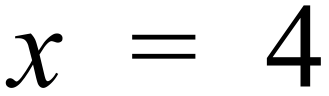 x = 4